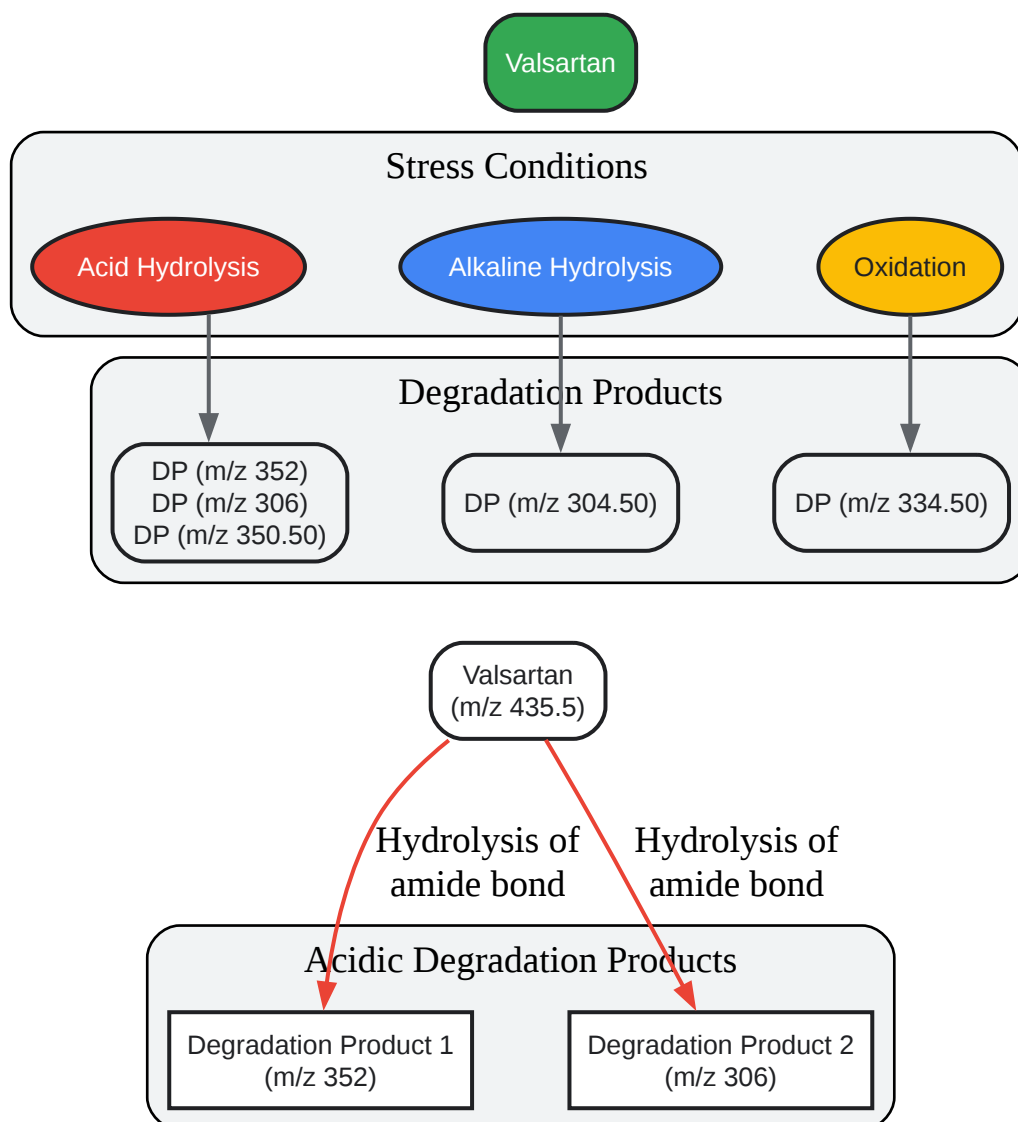 Valsartan
Stress Conditions
Acid Hydrolysis
Alkaline Hydrolysis
Oxidation
Degradation Products
DP (m/z 352)
DP (m/z 306)
DP (m/z 350.50)
DP (m/z 304.50)
DP (m/z 334.50)
Valsartan
(m/z 435.5)
Hydrolysis of
amide bond
Hydrolysis of
amide bond
Acidic Degradation Products
Degradation Product 1
(m/z 352)
Degradation Product 2
(m/z 306)